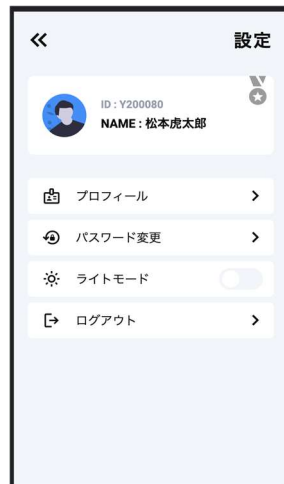 設定
ID : Y200080
NAME : 松本虎太郎
プロフィール
パスワード変更
ライトモード
ログアウト